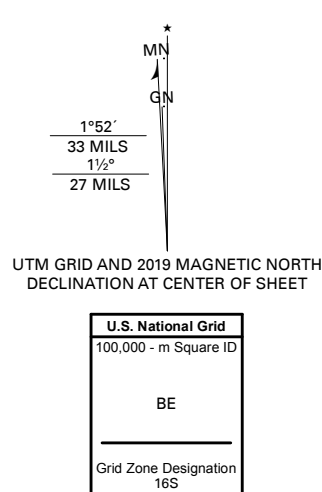 ★
MN
GN
1°52´
33 MILS
1½°
27 MILS
UTM GRID AND 2019 MAGNETIC NORTH
DECLINATION AT CENTER OF SHEET
U.S. National Grid
100,000 - m Square ID
BE
Grid Zone Designation
16S